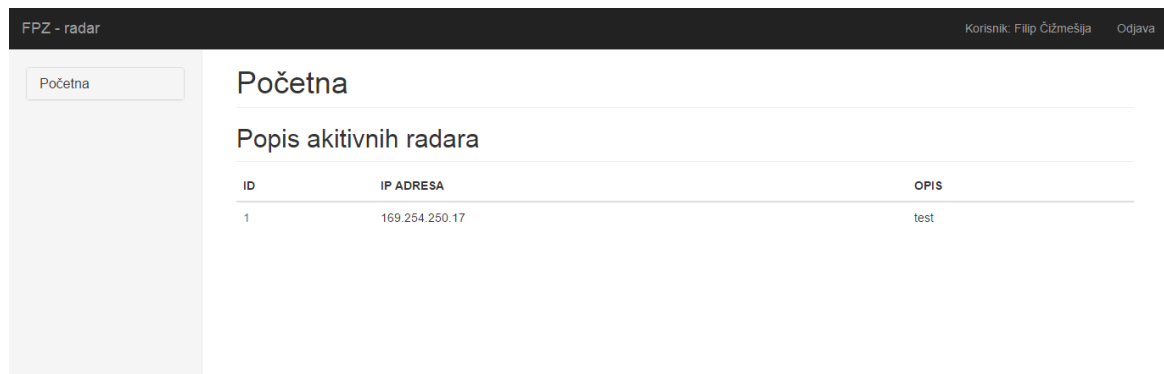 FPZ - radar Korisnik: Filip Čižmešija Odjava
Početna
Početna
Popis akitivnih radara
ID IP ADRESA OPIS
1 169.254.250.17 test